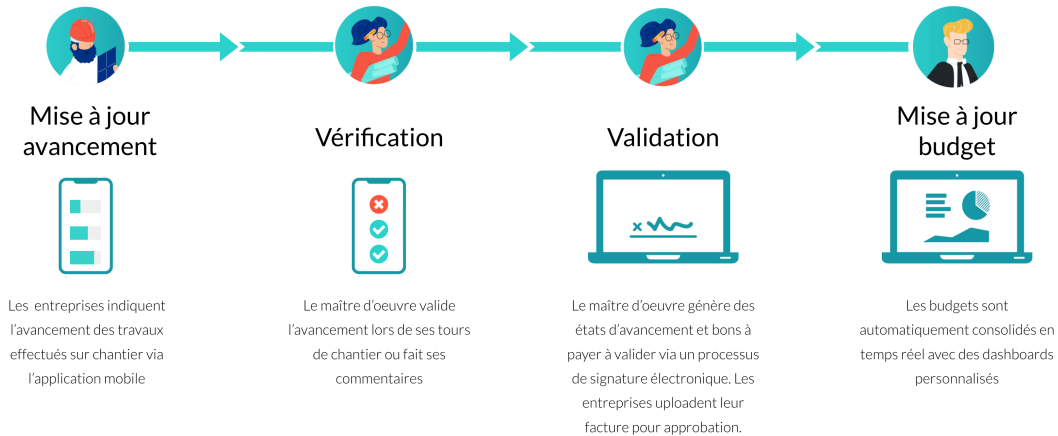 Mise à jour
avancement
Les entreprises indiquent
l'avancement des travaux
effectués sur chantier via
l'application mobile
Vérification
Le maître d'oeuvre valide
l'avancement lors de ses tours
de chantier ou fait ses
commentaires
Validation
Le maître d'oeuvre génère des
états d'avancement et bons à
payer à valider via un processus
de signature électronique. Les
entreprises uploadent leur
facture pour approbation.
Mise à jour
budget
Les budgets sont
automatiquement consolidés en
temps réel avec des dashboards
personnalisés